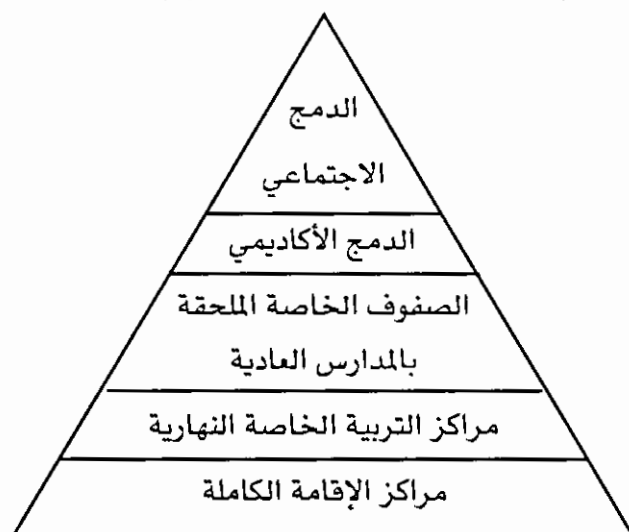 الدمج
الاجتماعي
الدمج الأكاديمي
الصفوف الخاصة الملحقة
بالمدارس العادية
مراكز التربية الخاصة النهارية
مراكز الإقامة الكاملة